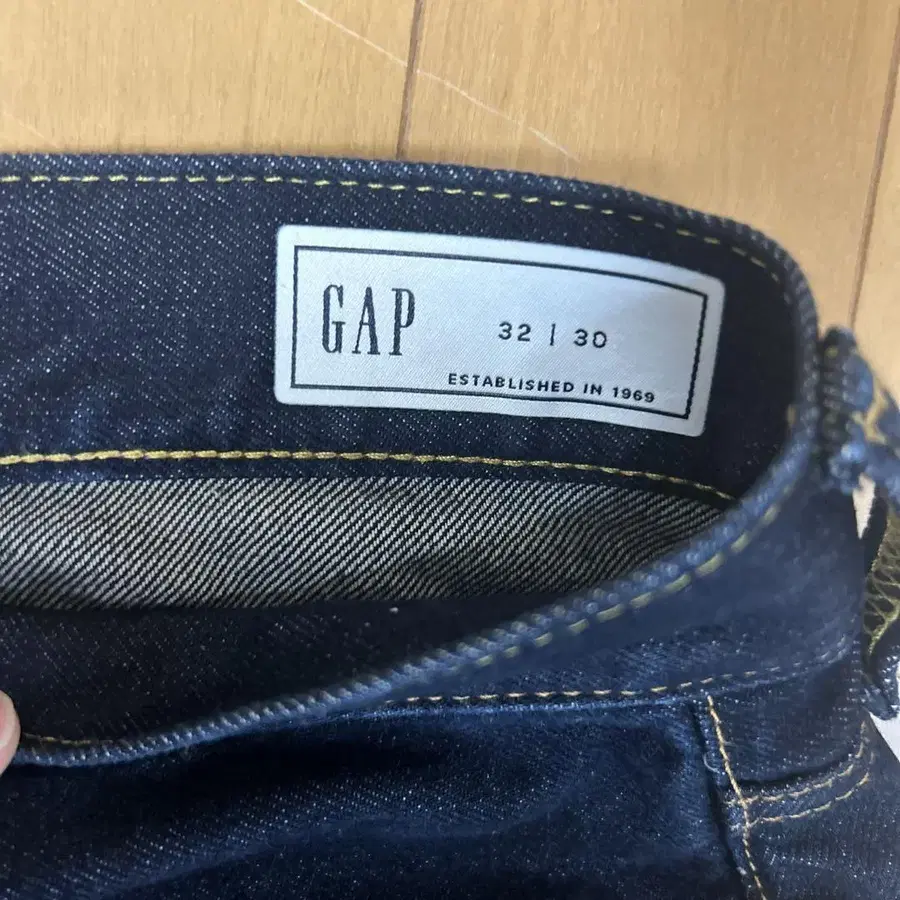 GAP 32 | 30
ESTABLISHED IN 1969